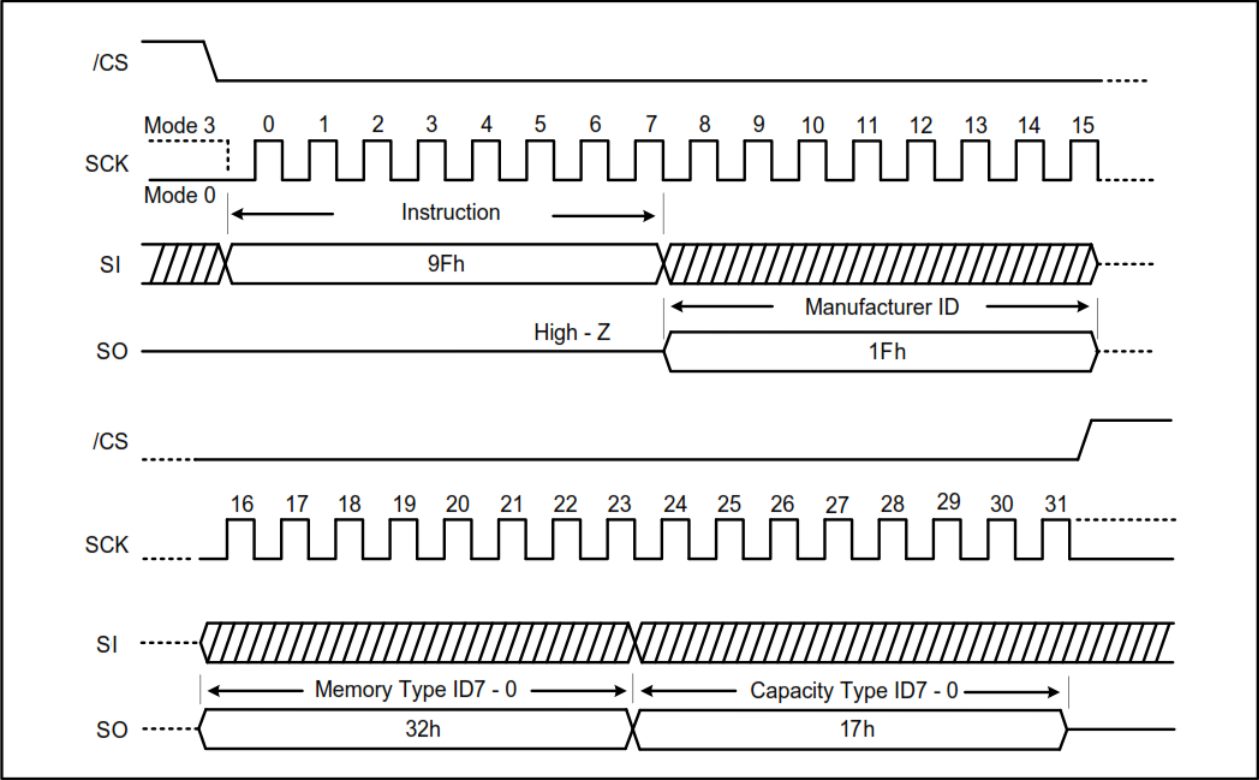 /CS
Mode 3 0 1 2 3 4 5 6 7 8 9 10 11 12 13 14 15
SCK
Mode 0
Instruction
SI 9Fh
Manufacturer ID
High - Z
SO 1Fh
/CS
16 17 18 19 20 21 22 23 24 25 26 27 28 29 30 31
SCK
SI
Memory Type ID7 - 0 Capacity Type ID7 - 0
SO 32h 17h